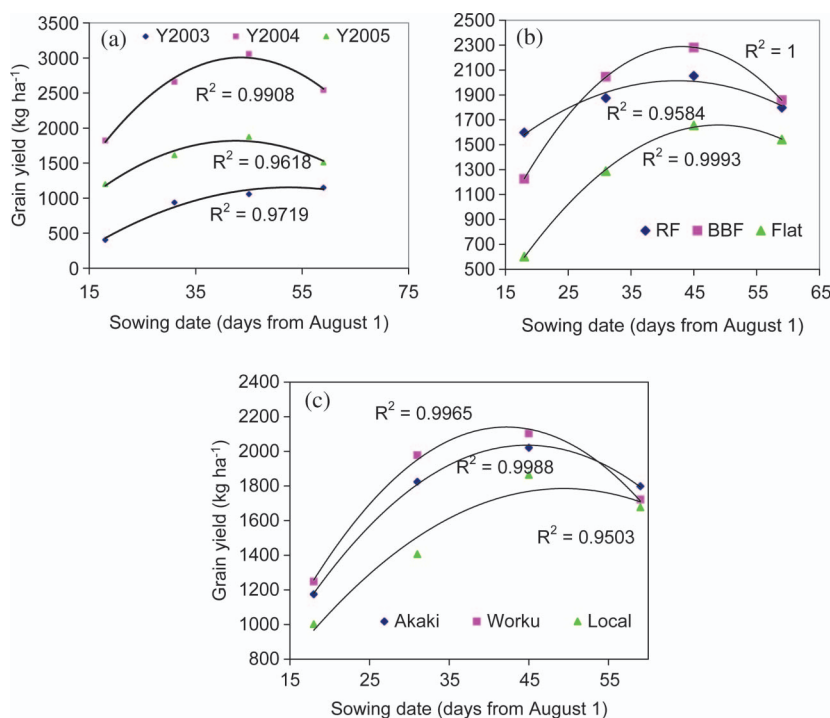 (a)
Y2003 Y2004 Y2005
Grain yield (kg ha-1)
3500
3000
2500
2000
1500
1000
500
0
R2 = 0.9908
R2 = 0.9618
R2 = 0.9719
15 35 55 75
Sowing date (days from August 1)
(b)
2500
2300
2100
1900
1700
1500
1300
1100
900
700
500
R2 = 1
R2 = 0.9584
R2 = 0.9993
RF BBF Flat
15 25 35 45 55 65
Sowing date (days from August 1)
(c)
Grain yield (kg ha-1)
2400
2200
2000
1800
1600
1400
1200
1000
800
R2 = 0.9965
R2 = 0.9988
R2 = 0.9503
Akaki Worku Local
15 25 35 45 55
Sowing date (days from August 1)